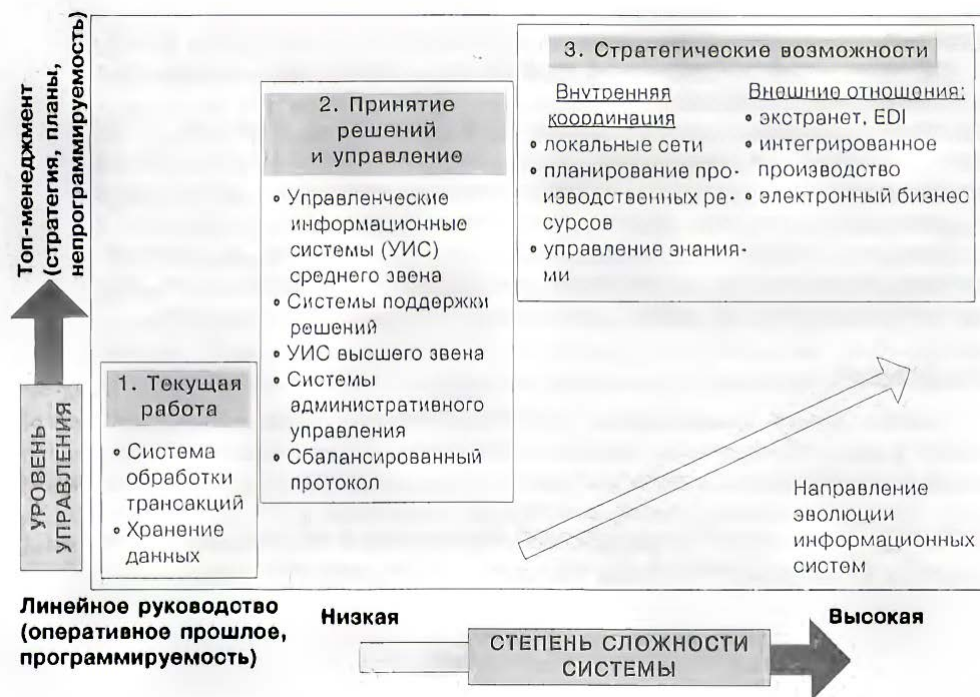 Топ-менеджмент
(стратегия, планы,
непрограммируемость)
УРОВЕНЬ
УПРАВЛЕНИЯ
1. Текущая
работа
• Система
обработки
трансакций
• Хранение
данных
2. Принятие
решений
и управление
• Управленческие
информационные
системы (УИС)
среднего звена
• Системы поддержки
решений
• УИС высшего звена
• Системы
административного
управления
• Сбалансированный
протокол
3. Стратегические возможности
Внутренняя
координация
• локальные сети
• планирование про-
изводственных ре-
сурсов
• управление знания-
ми
Внешние отношения:
• экстранет, EDI
• интегрированное
производство
• электронный бизнес
Направление
эволюции
информационных
систем
Линейное руководство
(оперативное прошлое,
программируемость)
Низкая
СТЕПЕНЬ СЛОЖНОСТИ
СИСТЕМЫ
Высокая